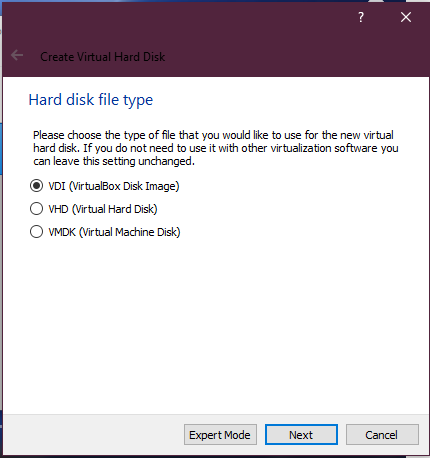 ?
Create Virtual Hard Disk
Hard disk file type
Please choose the type of file that you would like to use for the new virtual
hard disk. If you do not need to use it with other virtualization software you
can leave this setting unchanged.
VDI (VirtualBox Disk Image)
VHD (Virtual Hard Disk)
VMDK (Virtual Machine Disk)
Expert Mode Next Cancel